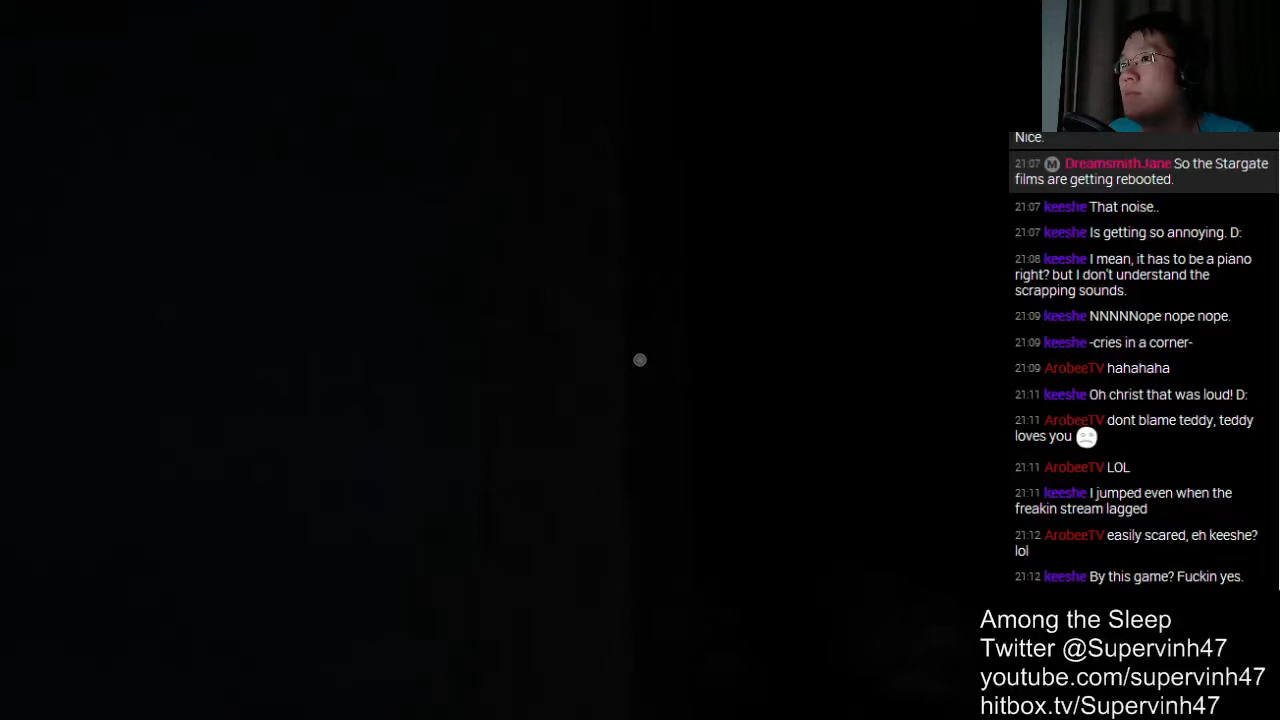 Nice.
21:07 M DreamsmithJane So the Stargate
films are getting rebooted.
21:07 keeshe That noise..
21:07 keeshe Is getting so annoying. D:
21:08 keeshe I mean, it has to be a piano
right? but I don't understand the
scrapping sounds.
21:09 keeshe NNNNNope nope nope.
21:09 keeshe -cries in a corner-
21:09 ArobeeTV hahahaha
21:11 keeshe Oh christ that was loud! D:
21:11 ArobeeTV dont blame teddy, teddy
loves you
21:11 ArobeeTV LOL
21:11 keeshe I jumped even when the
freakin stream lagged
21:12 ArobeeTV easily scared, eh keeshe?
lol
21:12 keeshe By this game? Fuckin yes.
Among the Sleep
Twitter @Supervinh47
youtube.com/supervinh47
hitbox.tv/Supervinh47